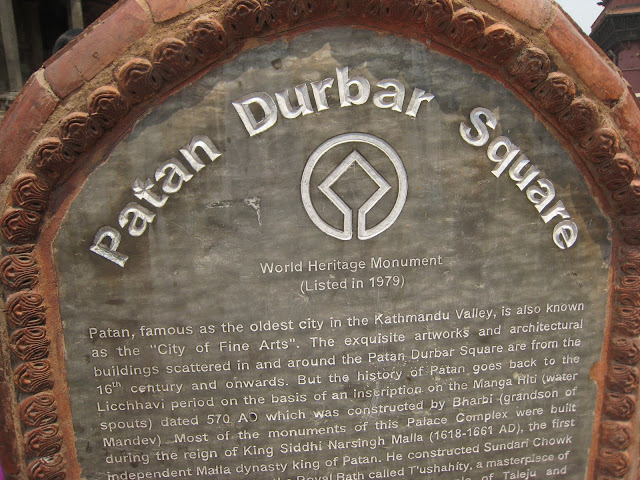 Patan Durbar Square
World Heritage Monument
(Listed in 1979)
Patan, famous as the oldest city in the Kathmandu Valley, is also known
as the "City of Fine Arts". The exquisite artworks and architectural
buildings scattered in and around the Patan Durbar Square are from the
16th century and onwards. But the history of Patan goes back to the
Licchhavi period on the basis of an inscription on the Manga Hiti (water
spouts) dated 570 AD which was constructed by Bharbi (grandson of
Mandev). Most of the monuments of this Palace Complex were built
during the reign of King Siddhi Narsingh Malla (1618-1661 AD), the first
independent Malla dynasty king of Patan. He constructed Sundari Chowk
Royal Bath called T'ushahity, a masterpiece of
of Taleju and